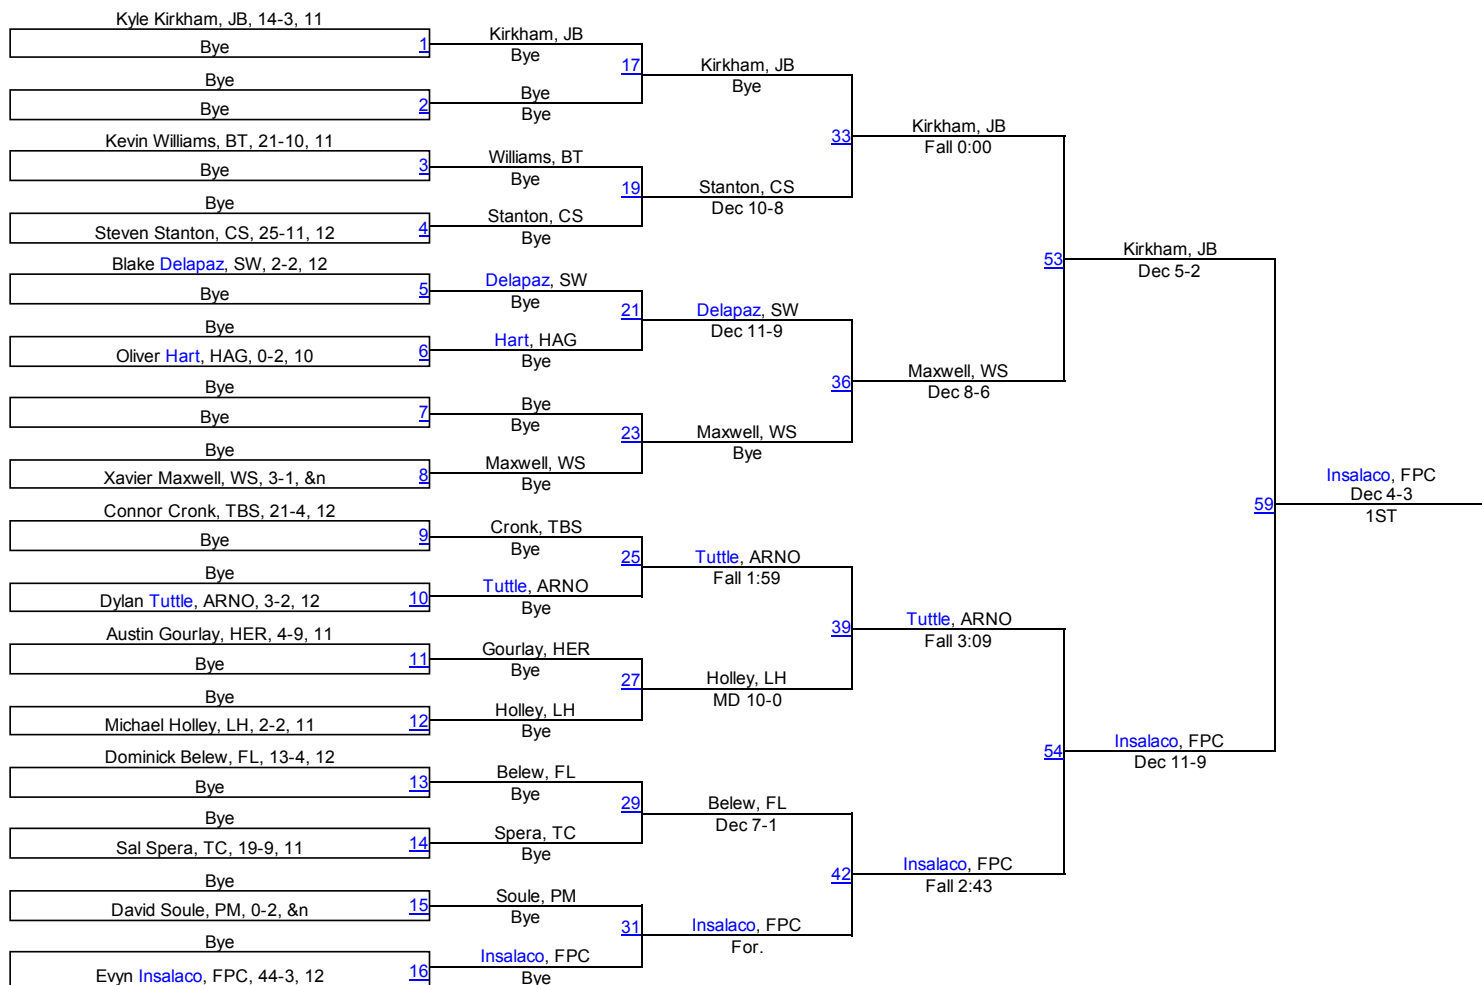 Kyle Kirkham, JB, 14-3, 11
Bye
1
Bye
Bye
2
Kevin Williams, BT, 21-10, 11
Bye
3
Bye
Steven Stanton, CS, 25-11, 12
4
Blake Delapaz, SW, 2-2, 12
Bye
5
Bye
Oliver Hart, HAG, 0-2, 10
6
Bye
Bye
7
Bye
Xavier Maxwell, WS, 3-1, &n
8
Connor Cronk, TBS, 21-4, 12
Bye
9
Bye
Dylan Tuttle, ARNO, 3-2, 12
10
Austin Gourlay, HER, 4-9, 11
Bye
11
Bye
Michael Holley, LH, 2-2, 11
12
Dominick Belew, FL, 13-4, 12
Bye
13
Bye
Sal Spera, TC, 19-9, 11
14
Bye
David Soule, PM, 0-2, &n
15
Bye
Evyn Insalaco, FPC, 44-3, 12
16
Kirkham, JB
Bye
17
Bye
Bye
Williams, BT
Bye
19
Stanton, CS
Bye
Delapaz, SW
Bye
21
Hart, HAG
Bye
Bye
Bye
23
Maxwell, WS
Bye
Cronk, TBS
Bye
25
Tuttle, ARNO
Bye
Gourlay, HER
Bye
27
Holley, LH
Bye
Belew, FL
Bye
29
Spera, TC
Bye
Soule, PM
Bye
31
Insalaco, FPC
Bye
Kirkham, JB
Bye
33
Stanton, CS
Dec 10-8
Delapaz, SW
Dec 11-9
36
Maxwell, WS
Bye
Tuttle, ARNO
Fall 1:59
39
Holley, LH
MD 10-0
Belew, FL
Dec 7-1
42
Insalaco, FPC
For.
Kirkham, JB
Fall 0:00
53
Maxwell, WS
Dec 8-6
Tuttle, ARNO
Fall 3:09
54
Insalaco, FPC
Fall 2:43
Kirkham, JB
Dec 5-2
59
Insalaco, FPC
Dec 11-9
Insalaco, FPC
Dec 4-3
1ST